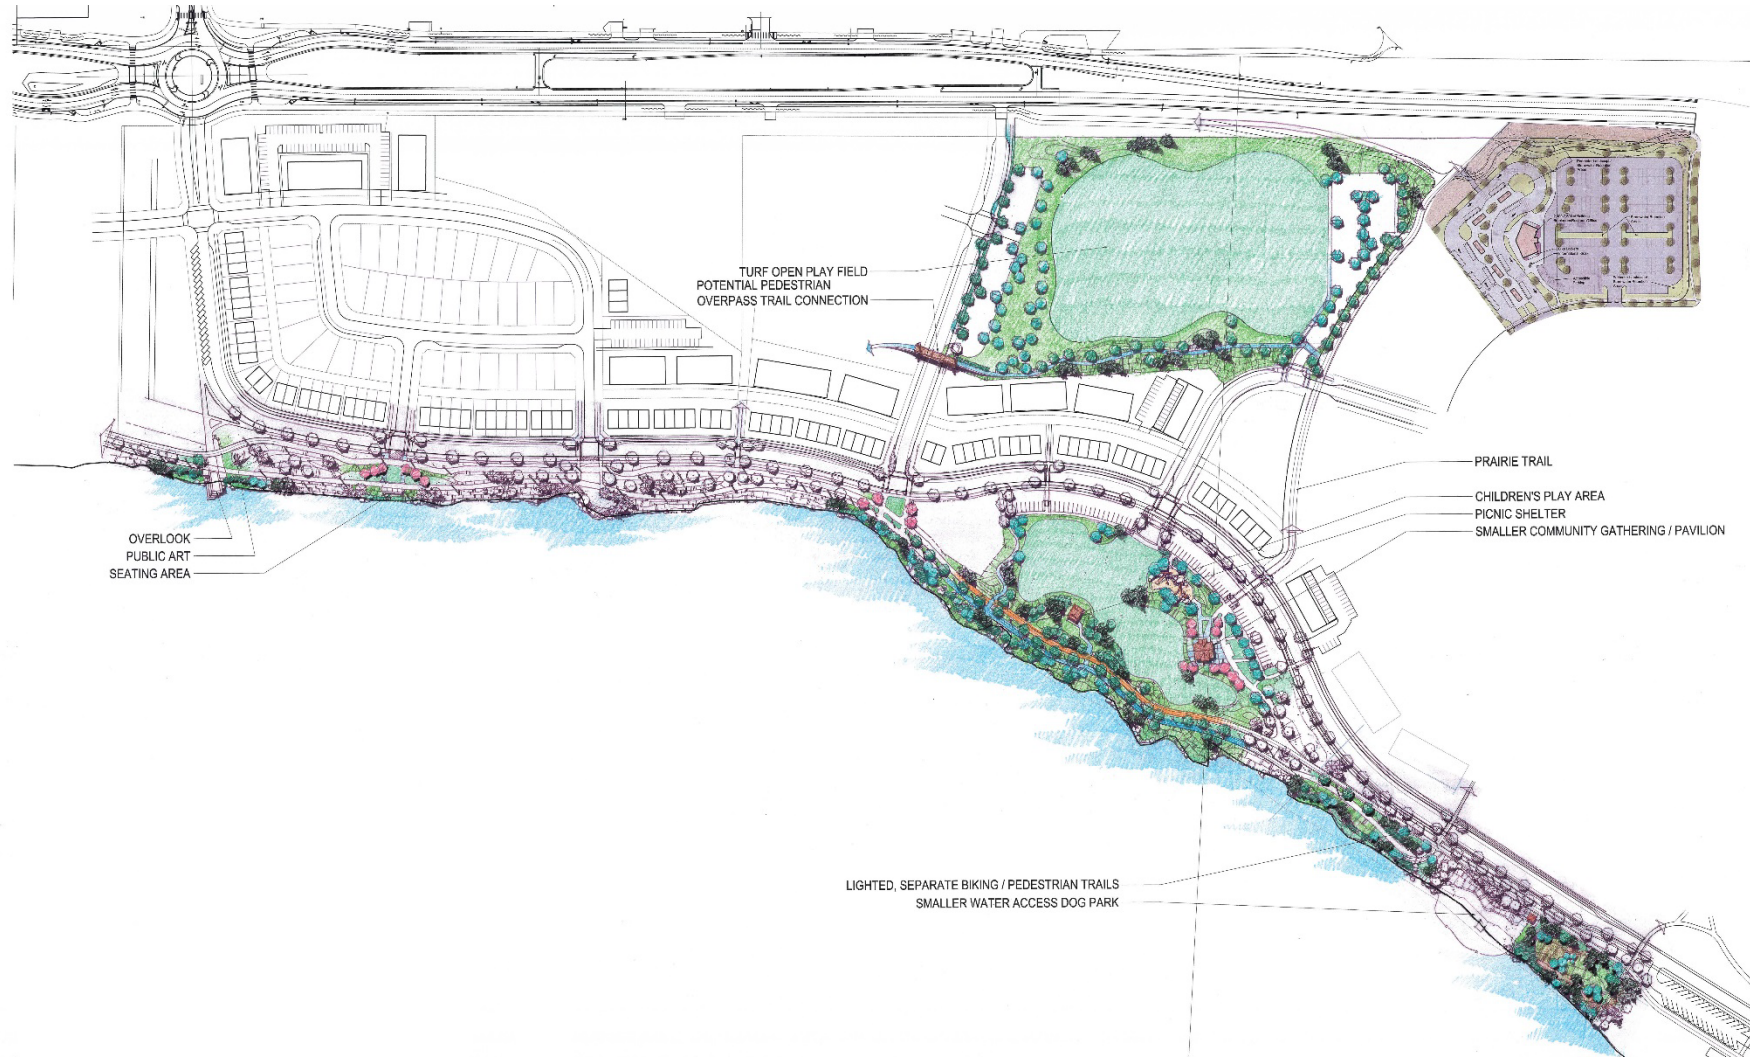 TURF OPEN PLAY FIELD
POTENTIAL PEDESTRIAN
OVERPASS TRAIL CONNECTION
PRAIRIE TRAIL
CHILDREN'S PLAY AREA
PICNIC SHELTER
SMALLER COMMUNITY GATHERING / PAVILION
OVERLOOK
PUBLIC ART
SEATING AREA
LIGHTED, SEPARATE BIKING / PEDESTRIAN TRAILS
SMALLER WATER ACCESS DOG PARK